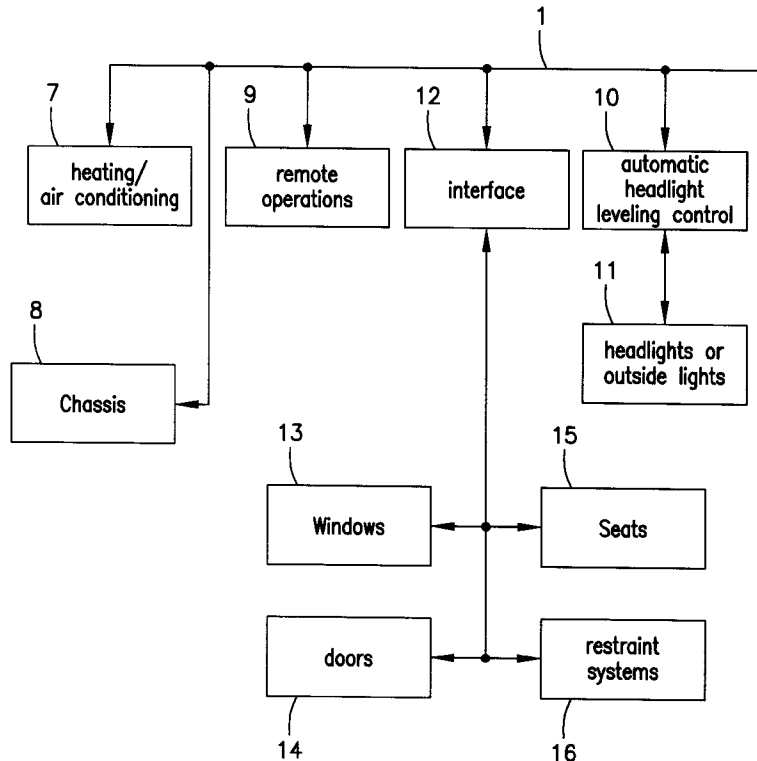 1
7
9
12
10
heating/
air conditioning
remote
operations
interface
automatic
headlight
leveling control
8
11
Chassis
headlights or
outside lights
13
15
Windows
Seats
doors
restraint
systems
14
16